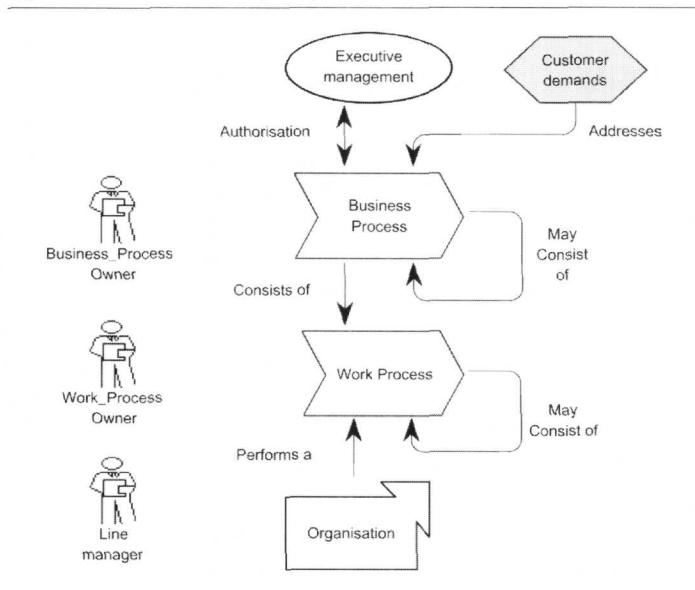 Executive
management
Customer
demands
Authorisation
Addresses
Business
Process
Business_Process
Owner
May
Consist
of
Consists of
Work Process
Work_Process
Owner
May
Consist of
Performs a
Organisation
Line
manager